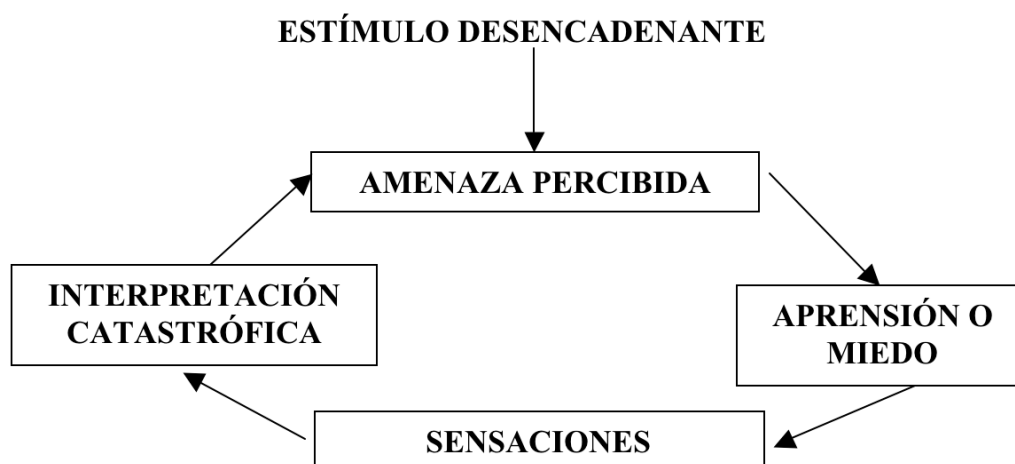 ESTÍMULO DESENCADENANTE
AMENAZA PERCIBIDA
INTERPRETACIÓN
CATASTRÓFICA
APRENSIÓN O
MIEDO
SENSACIONES